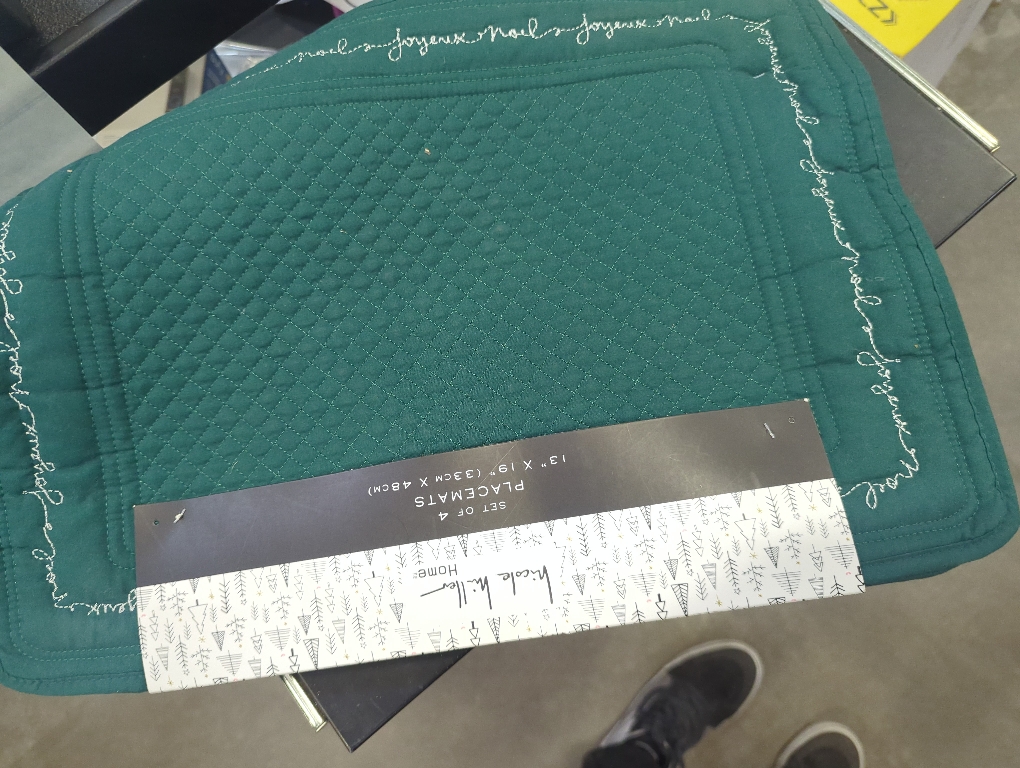 noel joyeux noel joyeux noel
noel joyeux noel joyeux noel
SET OF 4
PLACEMATS
13" X 19" (33CM X 48CM)
nicole miller
Home